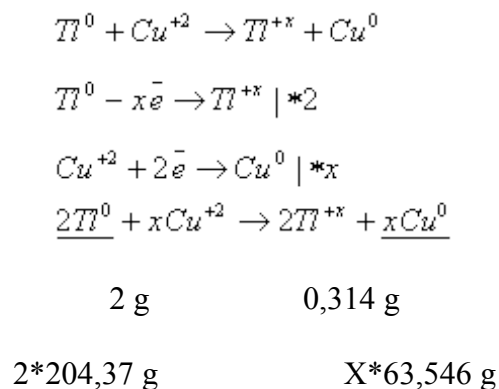 Tl⁰ + Cu⁺² → Tl⁺ˣ + Cu⁰
Tl⁰ − xē → Tl⁺ˣ | *2
Cu⁺² + 2ē → Cu⁰ | *x
2Tl⁰ + xCu⁺² → 2Tl⁺ˣ + xCu⁰
2 g 0,314 g
2*204,37 g X*63,546 g